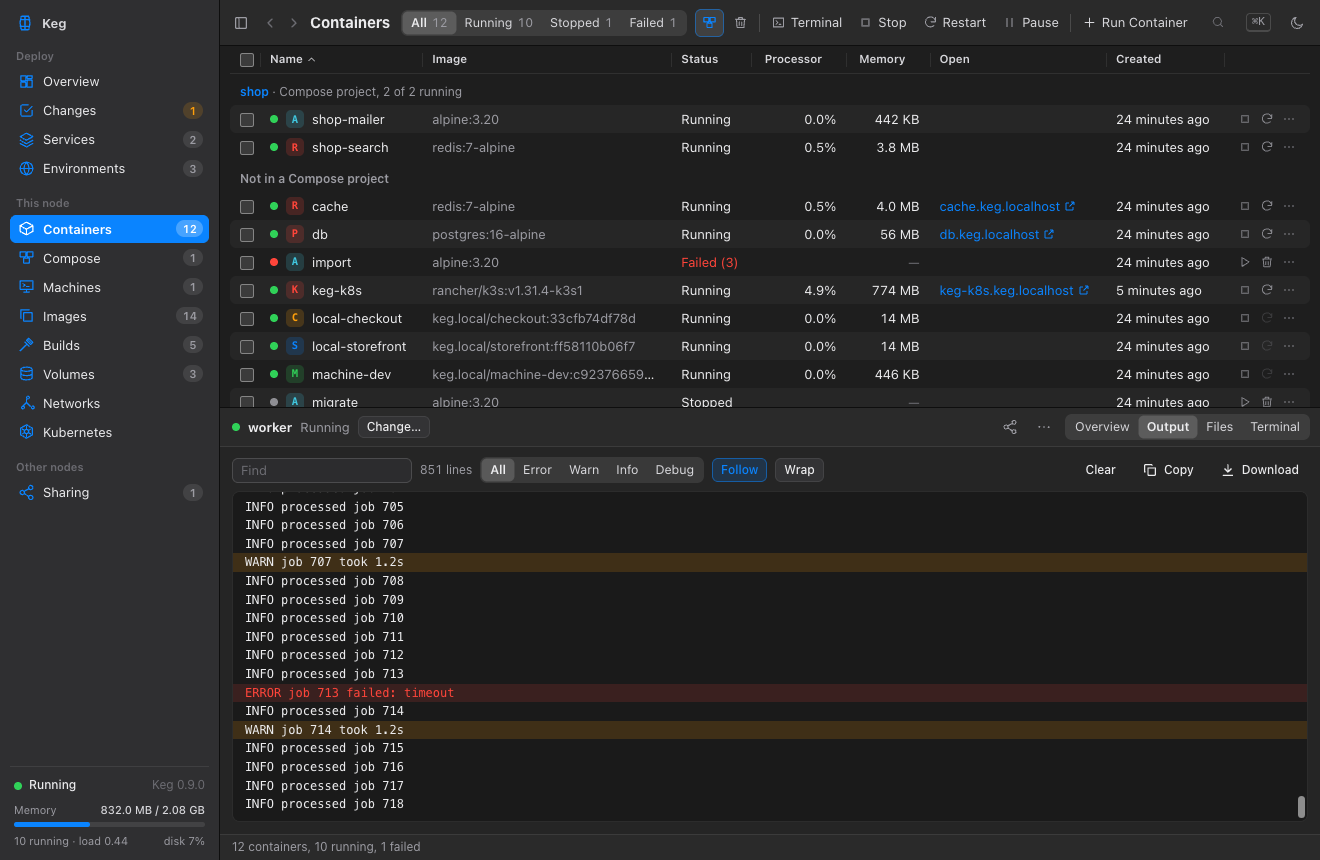 Keg
Deploy
Overview
Changes 1
Services 2
Environments 3
This node
Containers 12
Compose 1
Machines 1
Images 14
Builds 5
Volumes 3
Networks
Kubernetes
Other nodes
Sharing 1
Running Keg 0.9.0
Memory 832.0 MB / 2.08 GB
10 running · load 0.44 disk 7%
Containers All 12 Running 10 Stopped 1 Failed 1 Terminal Stop Restart Pause Run Container ⌘K
Name Image Status Processor Memory Open Created
shop · Compose project, 2 of 2 running
A shop-mailer alpine:3.20 Running 0.0% 442 KB 24 minutes ago
R shop-search redis:7-alpine Running 0.5% 3.8 MB 24 minutes ago
Not in a Compose project
R cache redis:7-alpine Running 0.5% 4.0 MB cache.keg.localhost 24 minutes ago
P db postgres:16-alpine Running 0.0% 56 MB db.keg.localhost 24 minutes ago
A import alpine:3.20 Failed (3) — 24 minutes ago
K keg-k8s rancher/k3s:v1.31.4-k3s1 Running 4.9% 774 MB keg-k8s.keg.localhost 5 minutes ago
C local-checkout keg.local/checkout:33cfb74df78d Running 0.0% 14 MB 24 minutes ago
S local-storefront keg.local/storefront:ff58110b06f7 Running 0.0% 14 MB 24 minutes ago
M machine-dev keg.local/machine-dev:c92376659... Running 0.0% 446 KB 24 minutes ago
A migrate alpine:3.20 Stopped — 24 minutes ago
worker Running Change... Overview Output Files Terminal
Find 851 lines All Error Warn Info Debug Follow Wrap Clear Copy Download
INFO processed job 705
INFO processed job 706
INFO processed job 707
WARN job 707 took 1.2s
INFO processed job 708
INFO processed job 709
INFO processed job 710
INFO processed job 711
INFO processed job 712
INFO processed job 713
ERROR job 713 failed: timeout
INFO processed job 714
WARN job 714 took 1.2s
INFO processed job 715
INFO processed job 716
INFO processed job 717
INFO processed job 718
12 containers, 10 running, 1 failed